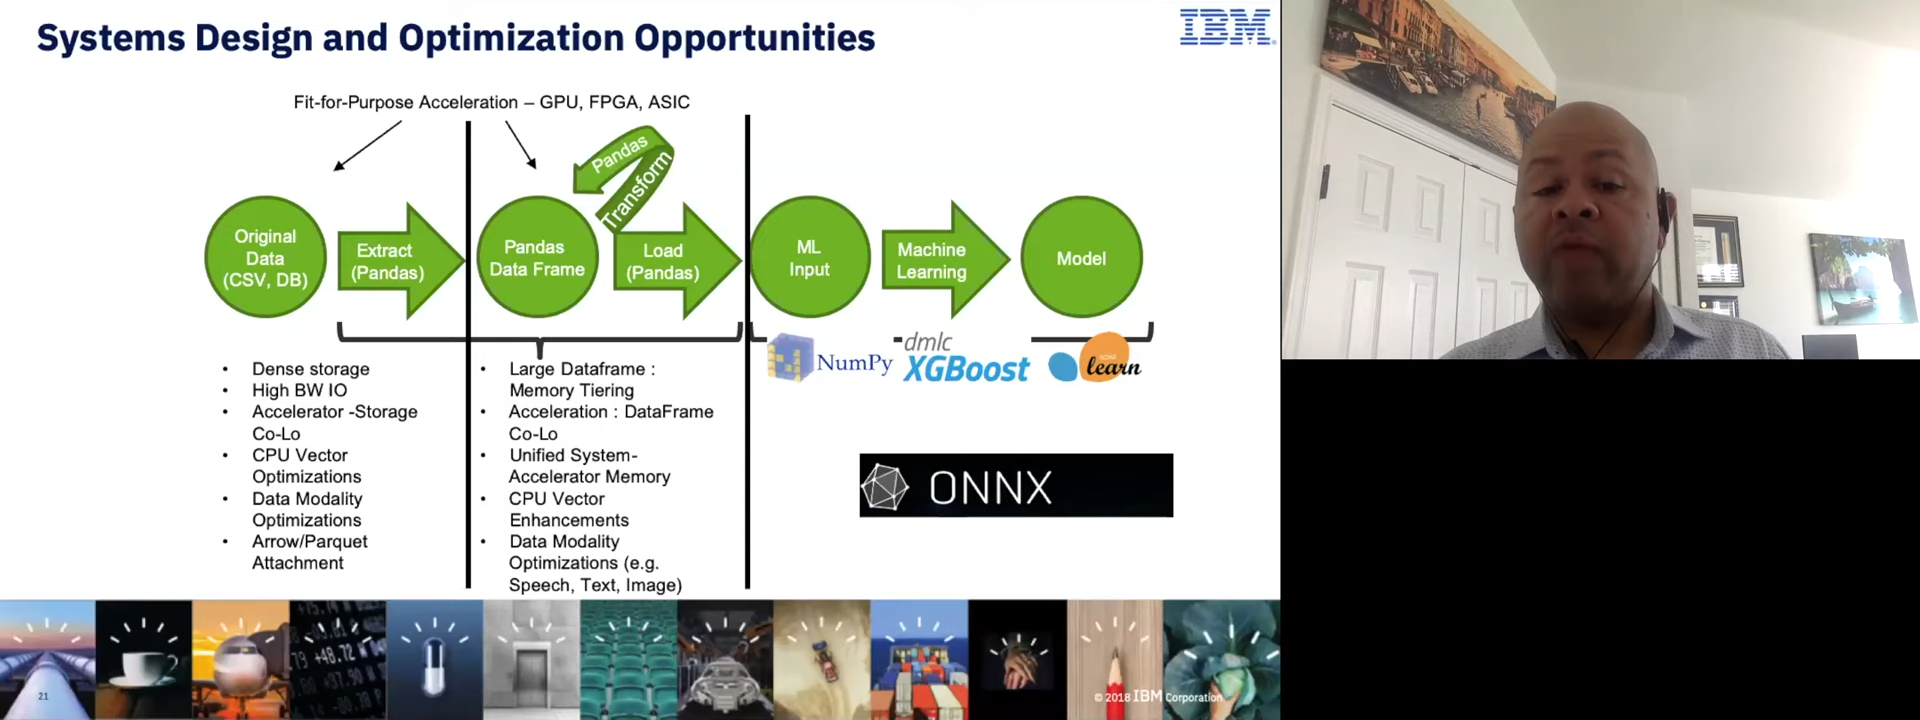 Systems Design and Optimization Opportunities
IBM
Fit-for-Purpose Acceleration – GPU, FPGA, ASIC
Original
Data
(CSV, DB)
Extract
(Pandas)
Pandas
Data Frame
Pandas
Transform
Load
(Pandas)
ML
Input
Machine
Learning
Model
• Dense storage
• High BW IO
• Accelerator -Storage
Co-Lo
• CPU Vector
Optimizations
• Data Modality
Optimizations
• Arrow/Parquet
Attachment
• Large Dataframe :
Memory Tiering
• Acceleration : DataFrame
Co-Lo
• Unified System-
Accelerator Memory
• CPU Vector
Enhancements
• Data Modality
Optimizations (e.g.
Speech, Text, Image)
NumPy
dmlc
XGBoost
learn
ONNX
+48.72
21
© 2018 IBM Corporation